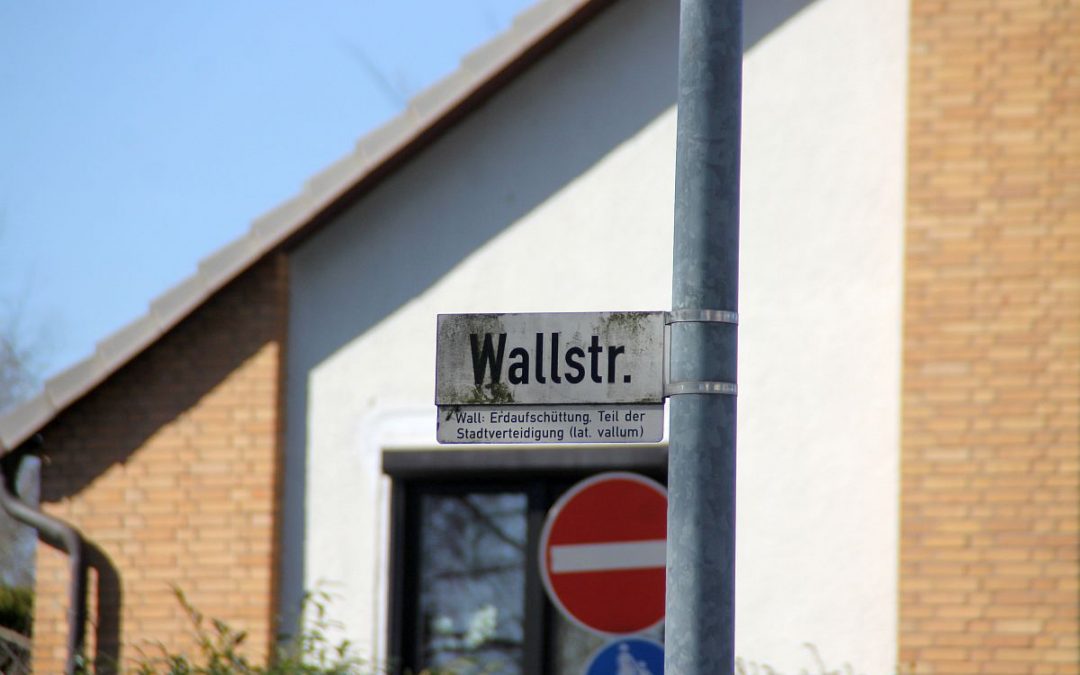 Wallstr.
Wall: Erdaufschüttung, Teil der
Stadtverteidigung (lat. vallum)